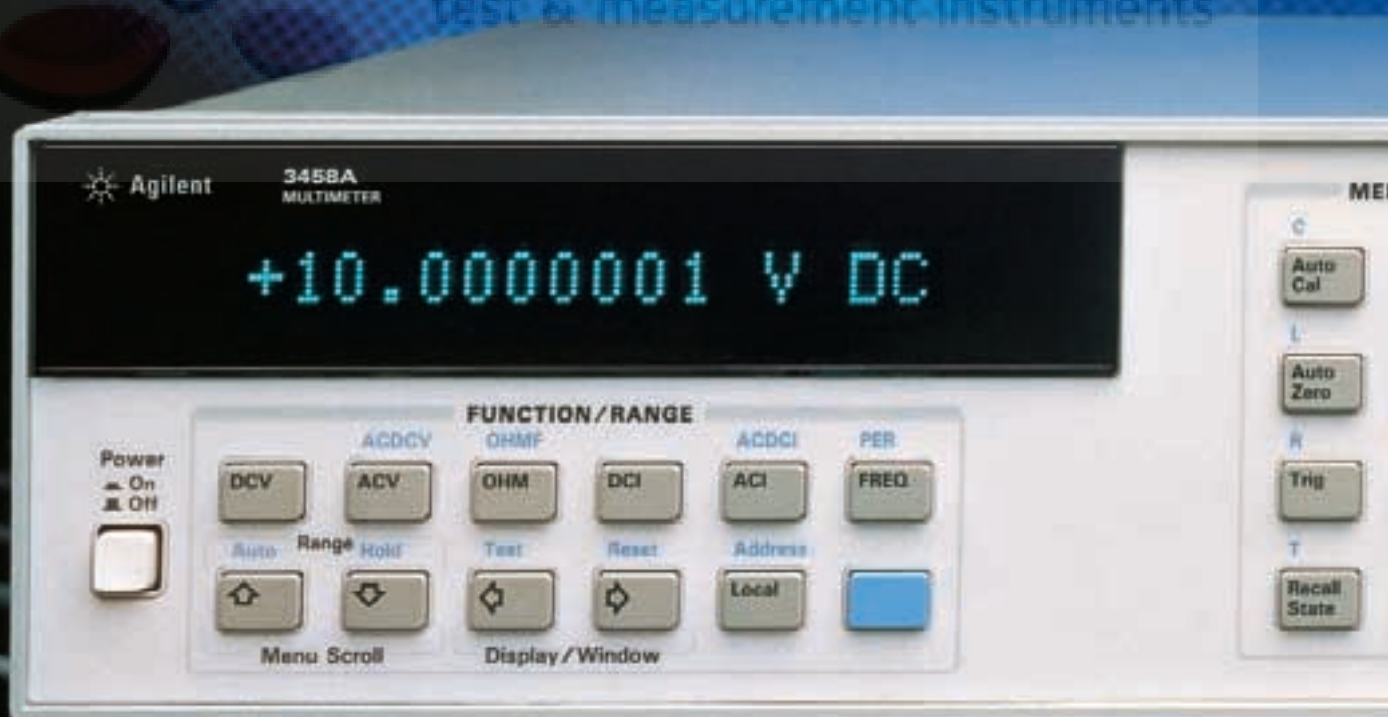 test & measurement instruments
Agilent
3458A
MULTIMETER
+10.0000001 V DC
FUNCTION/RANGE
ACDCV OHMF ACDCI PER
Power
On
Off
DCV ACV OHM DCI ACI FREQ
Auto Range Hold Test Reset Address
Local
Menu Scroll Display/Window
ME
C
Auto
Cal
L
Auto
Zero
R
Trig
T
Recall
State